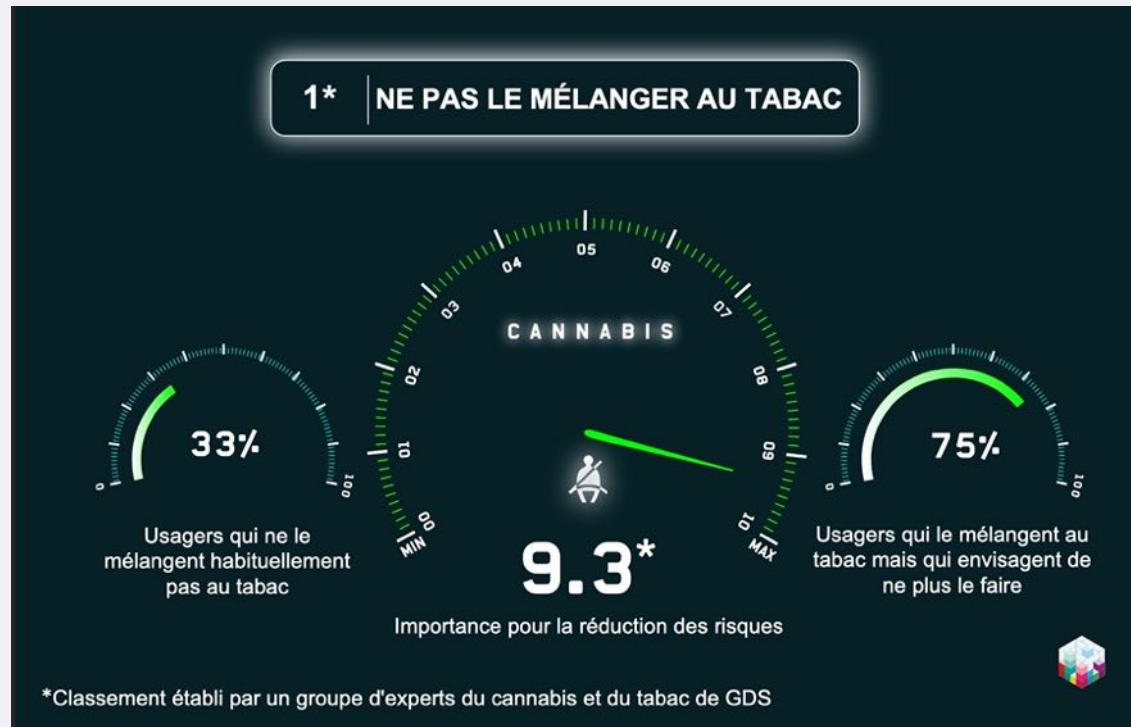 1* NE PAS LE MÉLANGER AU TABAC
00
01
02
03
04
05
06
07
08
09
10
MIN
MAX
CANNABIS
9.3*
Importance pour la réduction des risques
0
100
33%
Usagers qui ne le
mélangent habituellement
pas au tabac
0
100
75%
Usagers qui le mélangent au
tabac mais qui envisagent de
ne plus le faire
*Classement établi par un groupe d'experts du cannabis et du tabac de GDS